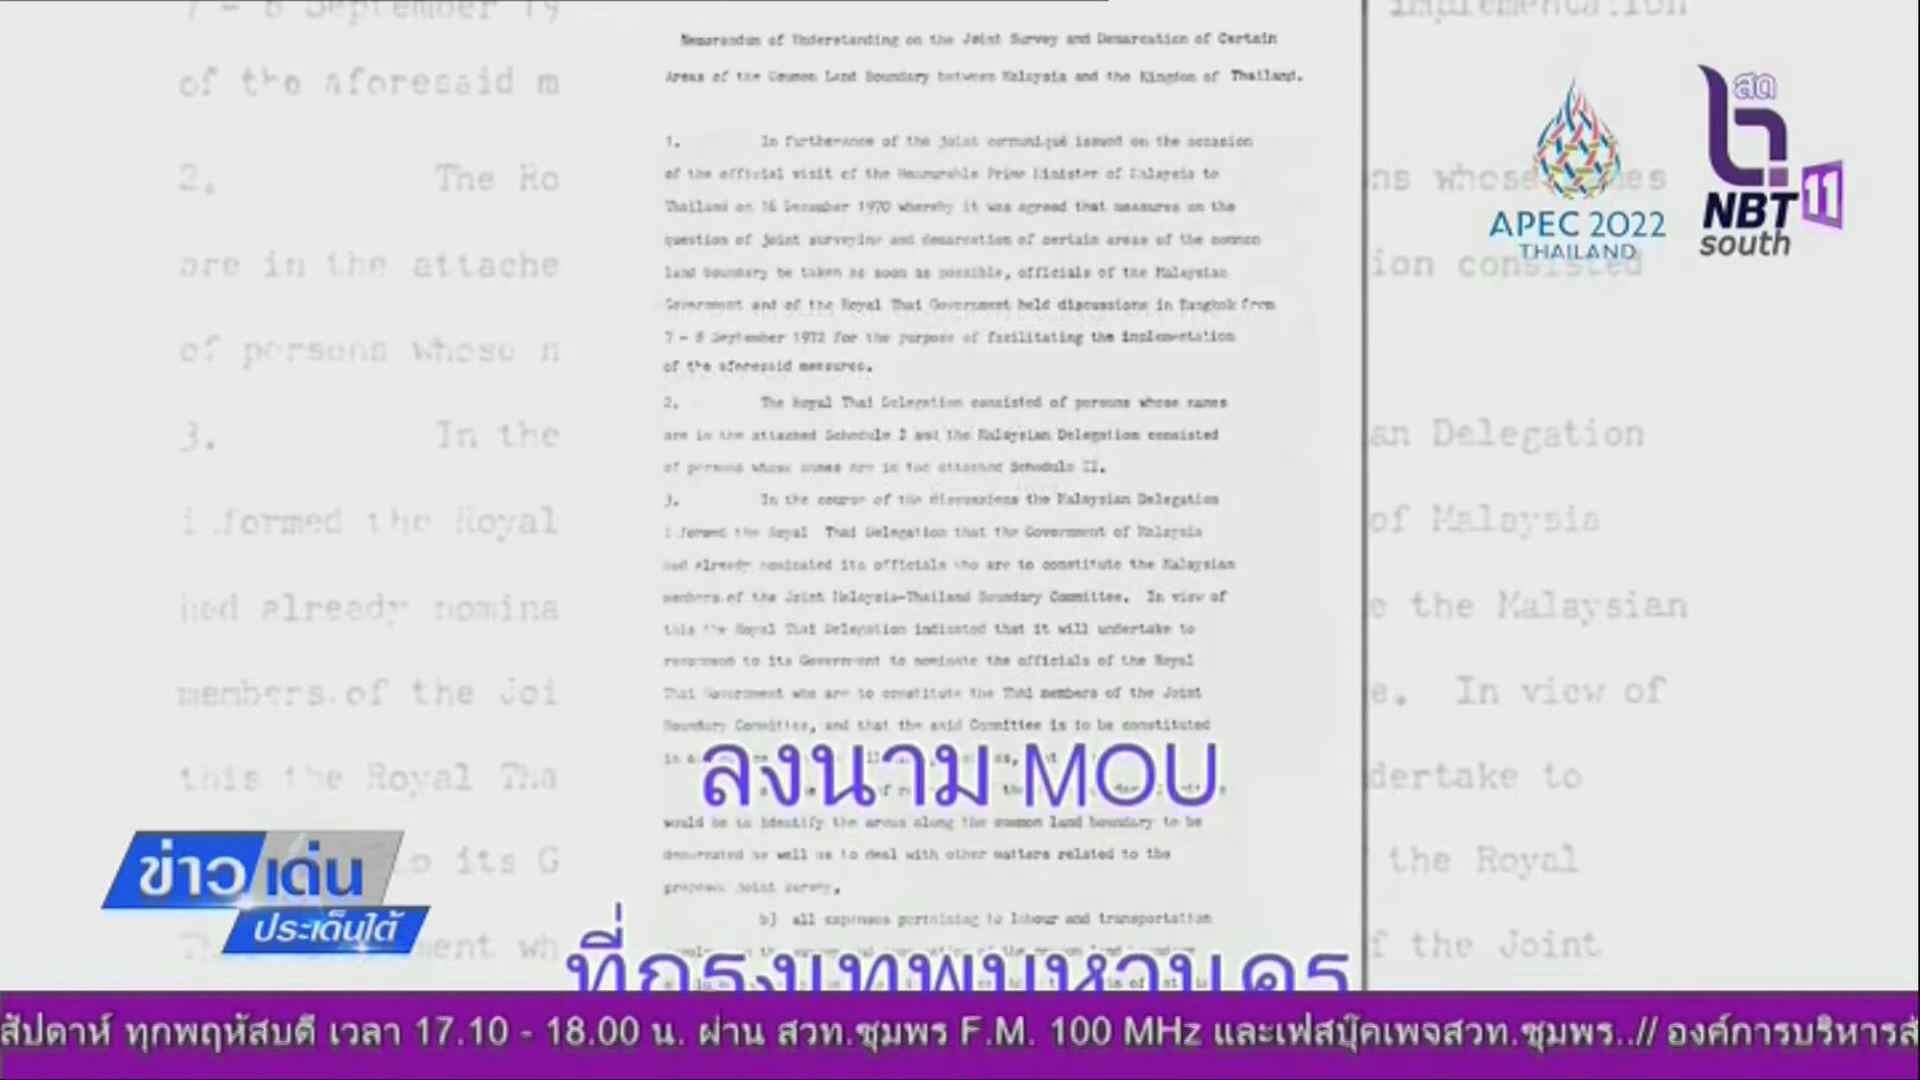 Memorandum of Understanding on the Joint Survey and Demarcation of Certain
Areas of the Common Land Boundary between Malaysia and the Kingdom of Thailand.
1. In furtherance of the joint communiqué issued on the occasion
of the official visit of the Honourable Prime Minister of Malaysia to
Thailand on 16 December 1970 whereby it was agreed that measures on the
question of joint surveying and demarcation of certain areas of the common
land boundary be taken as soon as possible, officials of the Malaysian
Government and of the Royal Thai Government held discussions in Bangkok from
7 - 8 September 1972 for the purpose of facilitating the implementation
of the aforesaid measures.
2. The Royal Thai Delegation consisted of persons whose names
are in the attached Schedule I and the Malaysian Delegation consisted
of persons whose names are in the attached Schedule II.
3. In the course of the discussions the Malaysian Delegation
i formed the Royal Thai Delegation that the Government of Malaysia
had already nominated its officials who are to constitute the Malaysian
members of the Joint Malaysia-Thailand Boundary Committee. In view of
this the Royal Thai Delegation indicated that it will undertake to
recommend to its Government to nominate the officials of the Royal
Thai Government who are to constitute the Thai members of the Joint
Boundary Committee, and that the said Committee is to be constituted
would be to identify the areas along the common land boundary to be
demarcated as well as to deal with other matters related to the
proposed joint survey.
b) all expenses pertaining to labour and transportation
7 - 8 September 19
of the aforesaid m
2. The Ro
are in the attache
of persons whose n
3. In the
i formed the Royal
had already nomina
members of the Joi
this the Royal Tha
o its G
ment wh
implementation
ns whose names
ion consisted
an Delegation
of Malaysia
e the Malaysian
e. In view of
dertake to
the Royal
f the Joint
APEC 2022
THAILAND
สด
NBT 11
south
ลงนาม MOU
ที่กรุงเทพมหานคร
ข่าวเด่น
ประเด็นใต้
สัปดาห์ ทุกพฤหัสบดี เวลา 17.10 - 18.00 น. ผ่าน สวท.ชุมพร F.M. 100 MHz และเฟสบุ๊คเพจสวท.ชุมพร..// องค์การบริหารส